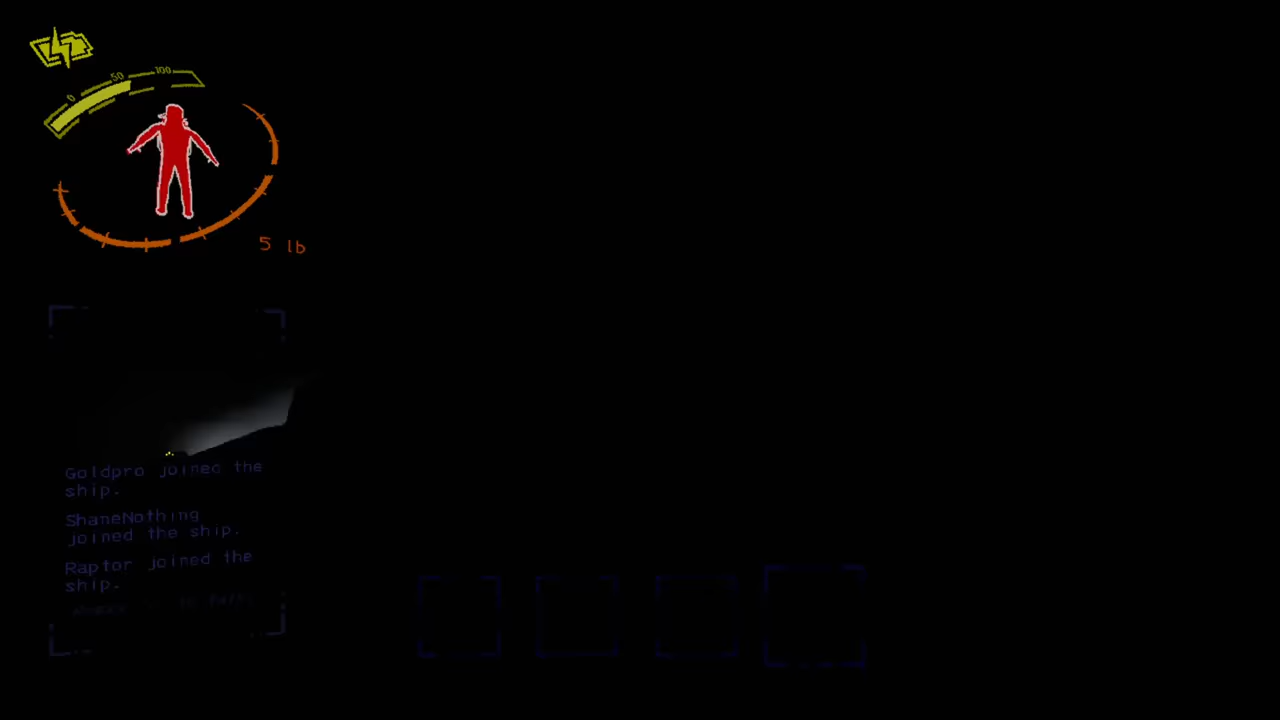 0 50 100
5 lb
Goldpro joined the
ship.
ShaneNothing
joined the ship.
Raptor joined the
ship.